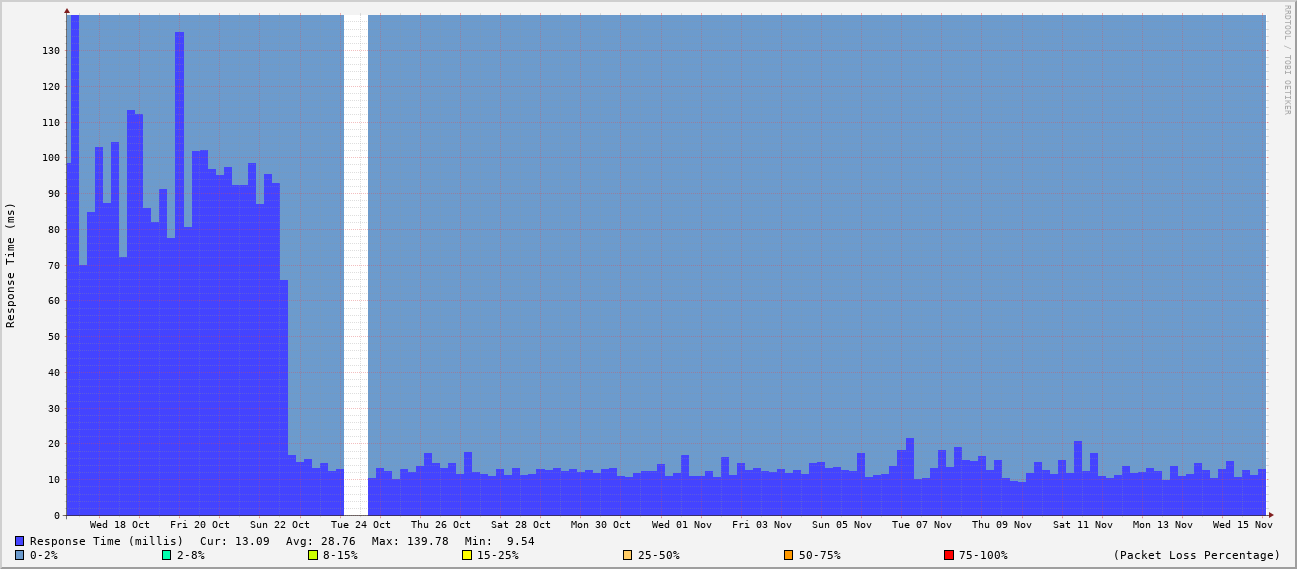 RRDTOOL / TOBI OETIKER
Response Time (ms)
130
120
110
100
90
80
70
60
50
40
30
20
10
0
Wed 18 Oct Fri 20 Oct Sun 22 Oct Tue 24 Oct Thu 26 Oct Sat 28 Oct Mon 30 Oct Wed 01 Nov Fri 03 Nov Sun 05 Nov Tue 07 Nov Thu 09 Nov Sat 11 Nov Mon 13 Nov Wed 15 Nov
Response Time (millis) Cur: 13.09 Avg: 28.76 Max: 139.78 Min: 9.54
0-2% 2-8% 8-15% 15-25% 25-50% 50-75% 75-100% (Packet Loss Percentage)